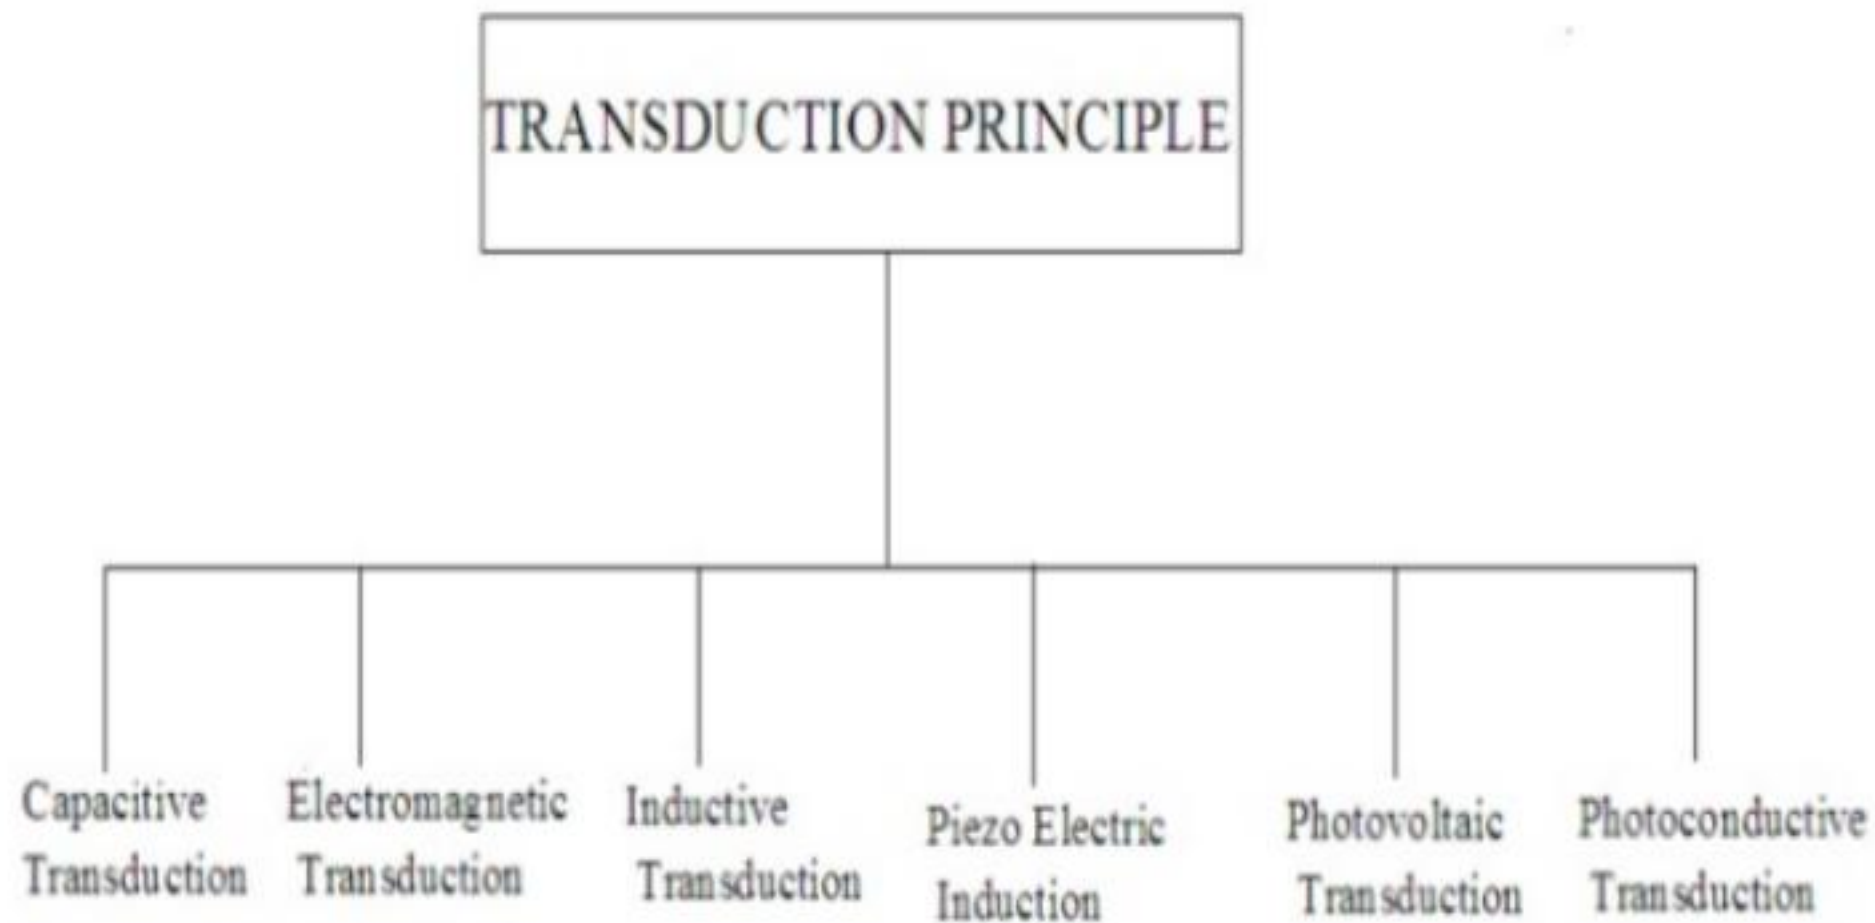 TRANSDUCTION PRINCIPLE
Capacitive
Transduction
Electromagnetic
Transduction
Inductive
Transduction
Piezo Electric
Induction
Photovoltaic
Transduction
Photoconductive
Transduction